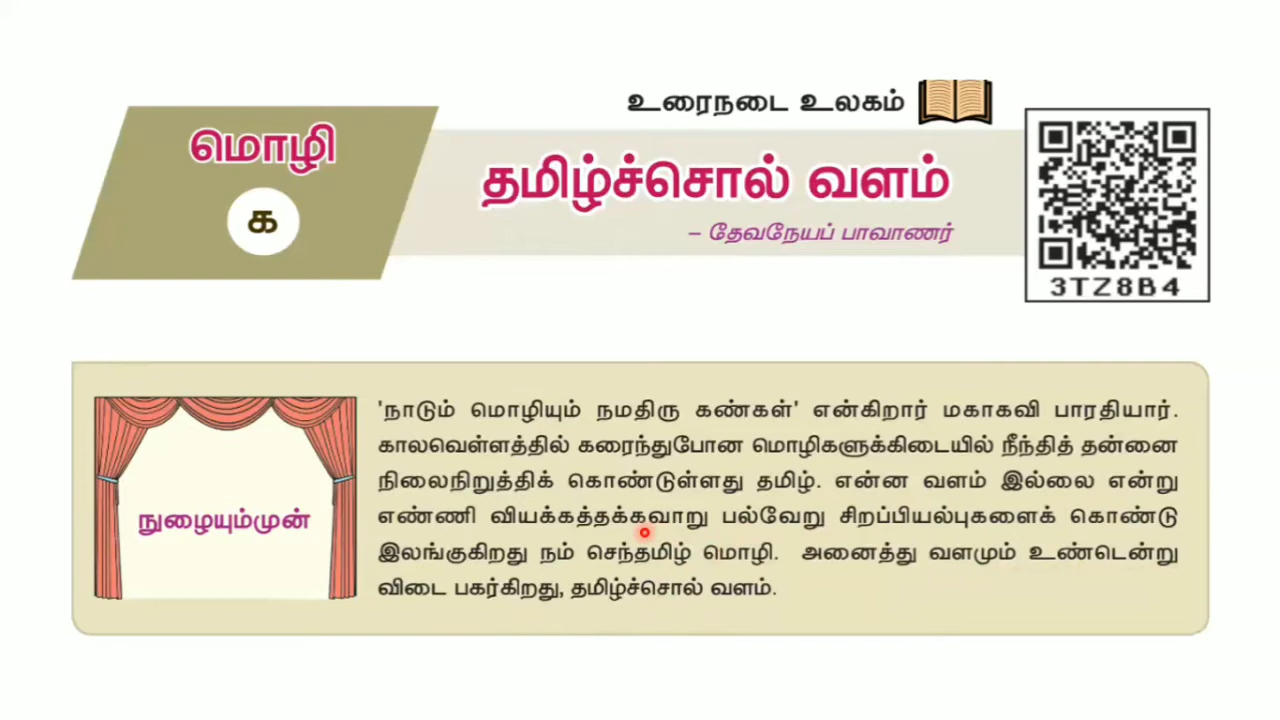 உரைநடை உலகம்
மொழி
க
தமிழ்ச்சொல் வளம்
– தேவநேயப் பாவாணர்
3TZ8B4
நுழையும்முன்
'நாடும் மொழியும் நமதிரு கண்கள்' என்கிறார் மகாகவி பாரதியார்.
காலவெள்ளத்தில் கரைந்துபோன மொழிகளுக்கிடையில் நீந்தித் தன்னை
நிலைநிறுத்திக் கொண்டுள்ளது தமிழ். என்ன வளம் இல்லை என்று
எண்ணி வியக்கத்தக்கவாறு பல்வேறு சிறப்பியல்புகளைக் கொண்டு
இலங்குகிறது நம் செந்தமிழ் மொழி. அனைத்து வளமும் உண்டென்று
விடை பகர்கிறது, தமிழ்ச்சொல் வளம்.